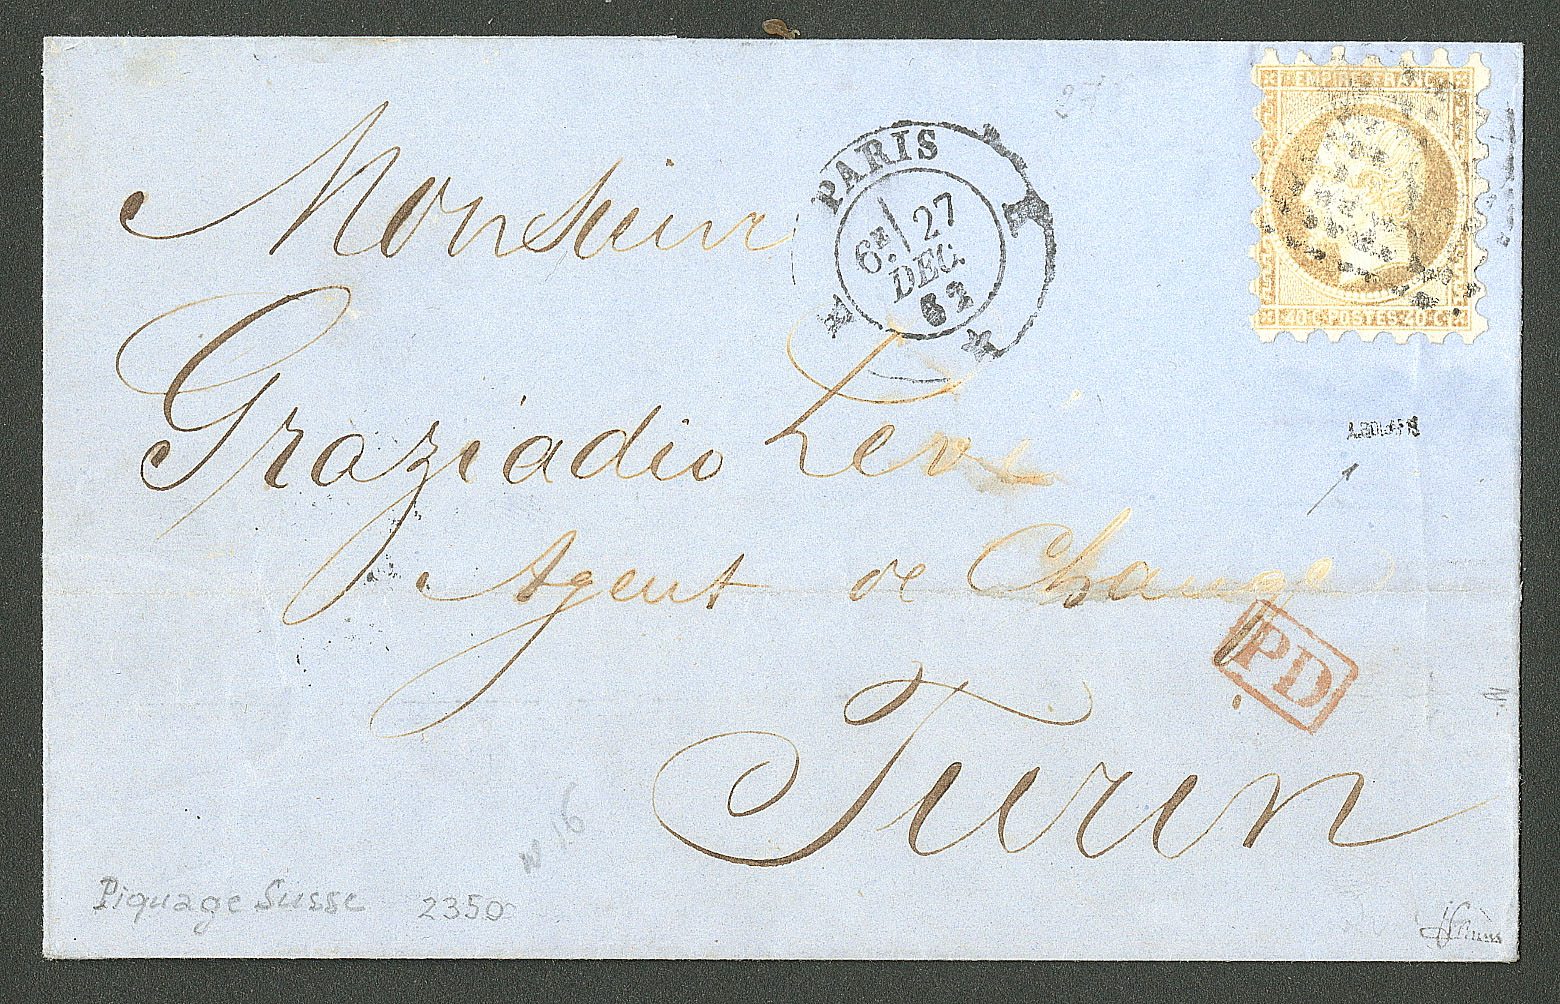 EMPIRE FRANC
40 C POSTES 40 C
PARIS
6E 27
DEC.
62
Monsieur
Graziadio Levi
Agent de Change
PD
Turin
Piquage Susse 2350